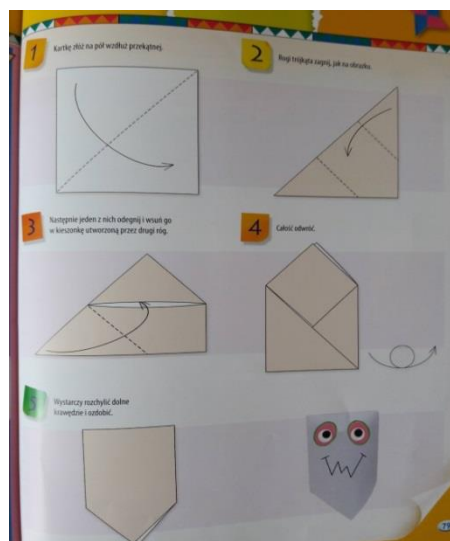 1
Kartkę złóż na pół wzdłuż przekątnej.
2
Rogi trójkąta zagnij, jak na obrazku.
3
Następnie jeden z nich odegnij i wsuń go
w kieszonkę utworzoną przez drugi róg.
4
Całość odwróć.
5
Wystarczy rozchylić dolne
krawędzie i ozdobić.